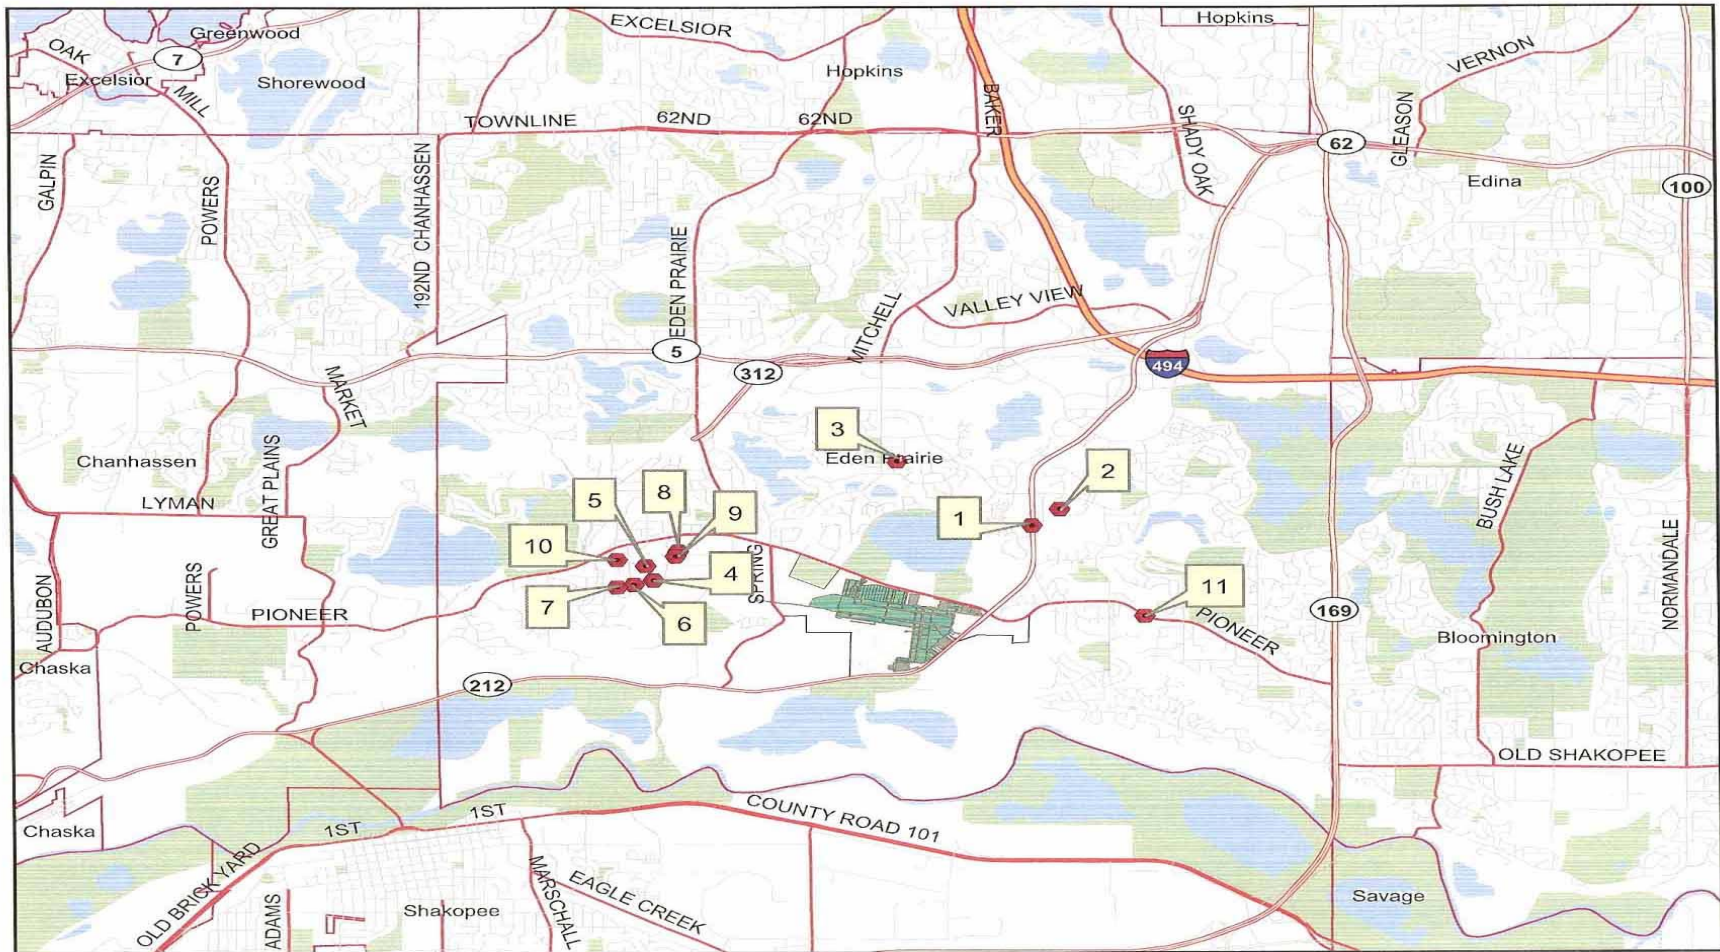 Greenwood
EXCELSIOR
Hopkins
OAK
7
Excelsior
Shorewood
MILL
Hopkins
VERNON
BAKER
TOWNLINE
62ND
62ND
SHADY OAK
62
GLEASON
Edina
100
GALPIN
POWERS
192ND CHANHASSEN
EDEN PRAIRIE
MITCHELL
VALLEY VIEW
5
312
494
MARKET
3
Eden Prairie
Chanhassen
GREAT PLAINS
LYMAN
5
8
9
10
4
7
6
1
2
11
SPRING
BUSH LAKE
NORMANDALE
AUDUBON
POWERS
PIONEER
PIONEER
169
Bloomington
Chaska
212
OLD SHAKOPEE
Chaska
1ST
1ST
COUNTY ROAD 101
OLD BRICK YARD
ADAMS
Shakopee
MARSCHALL
EAGLE CREEK
Savage